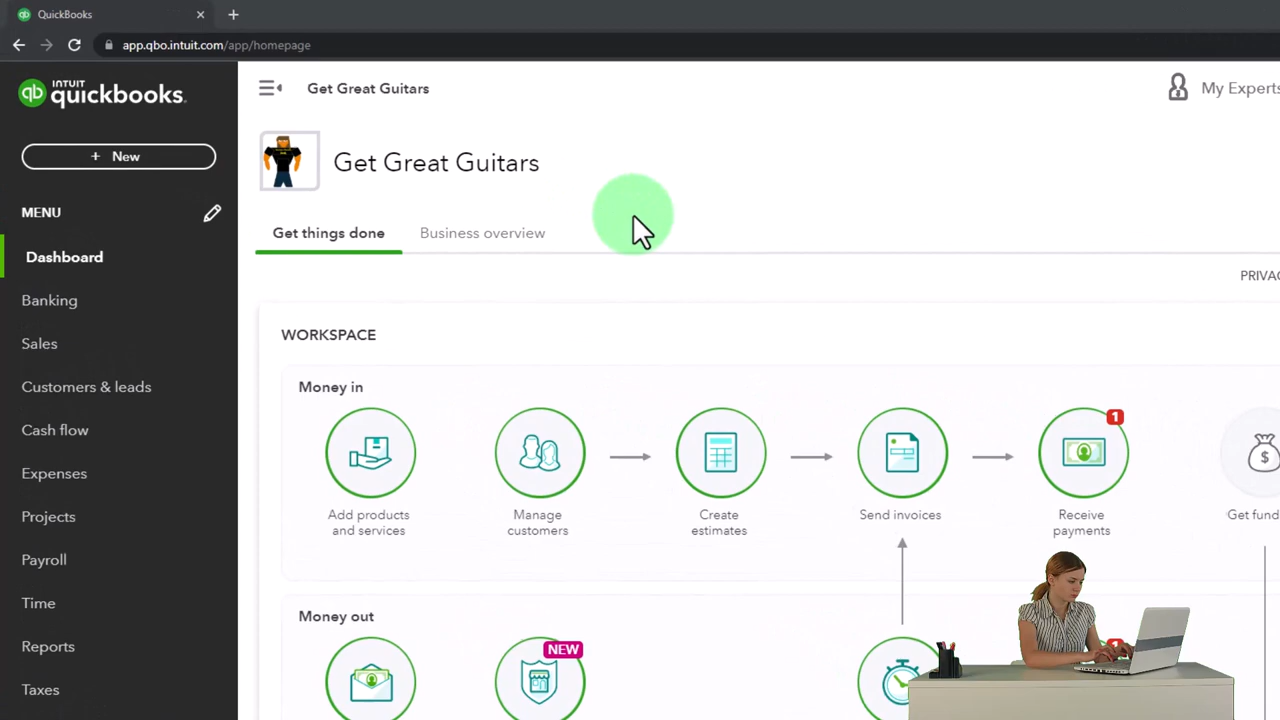 QuickBooks
app.qbo.intuit.com/app/homepage
INTUIT
qb quickbooks.
Get Great Guitars
My Experts
+ New
Get Great Guitars
MENU
Get things done
Business overview
Dashboard
PRIVA
Banking
WORKSPACE
Sales
Money in
Customers & leads
1
Cash flow
Expenses
$
Add products
and services
Manage
customers
Create
estimates
Send invoices
Receive
payments
Get fund
Projects
Payroll
Time
Money out
Reports
NEW
1
Taxes